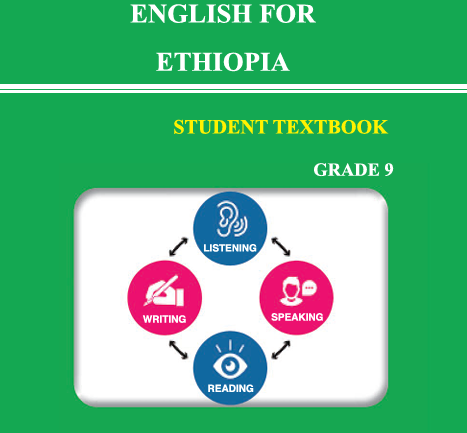 ENGLISH FOR
ETHIOPIA
STUDENT TEXTBOOK
GRADE 9
LISTENING
WRITING
SPEAKING
READING